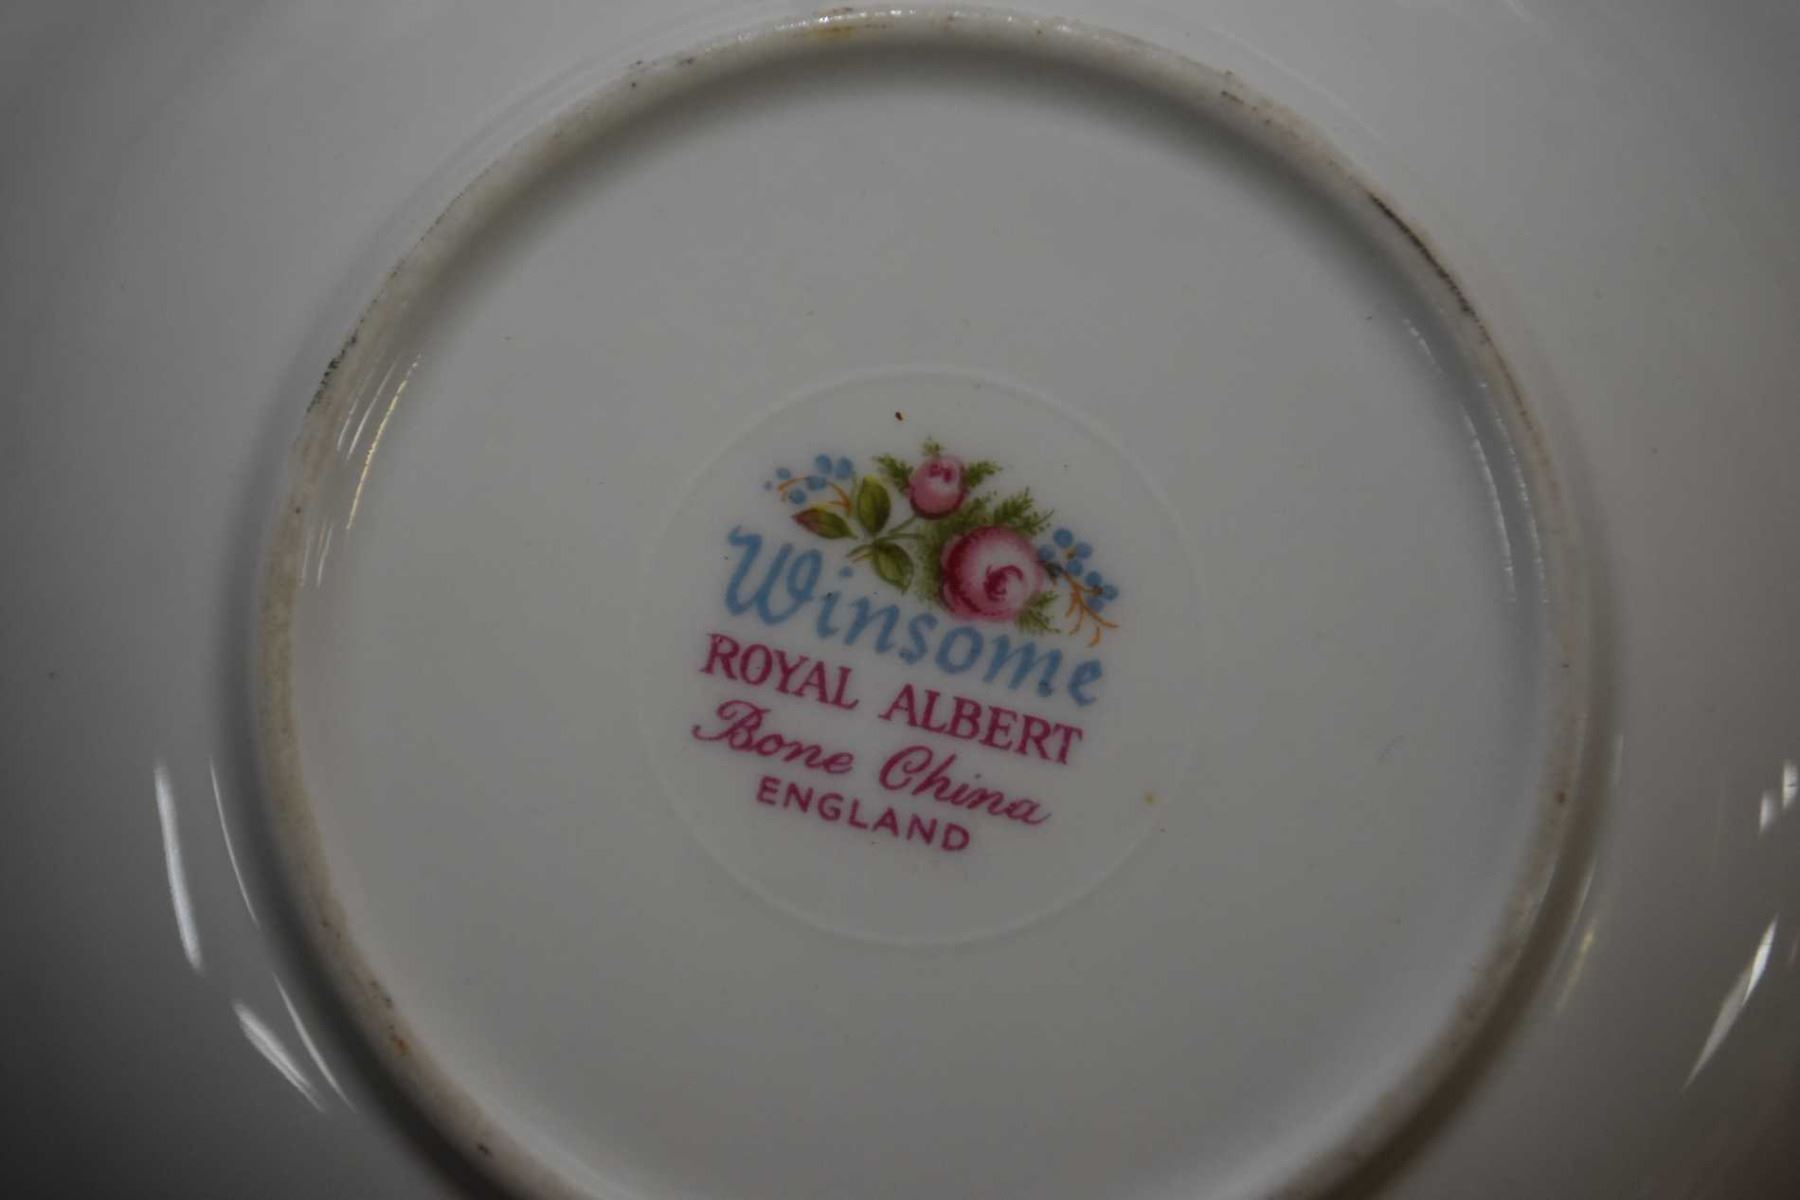 Winsome
ROYAL ALBERT
Bone China
ENGLAND